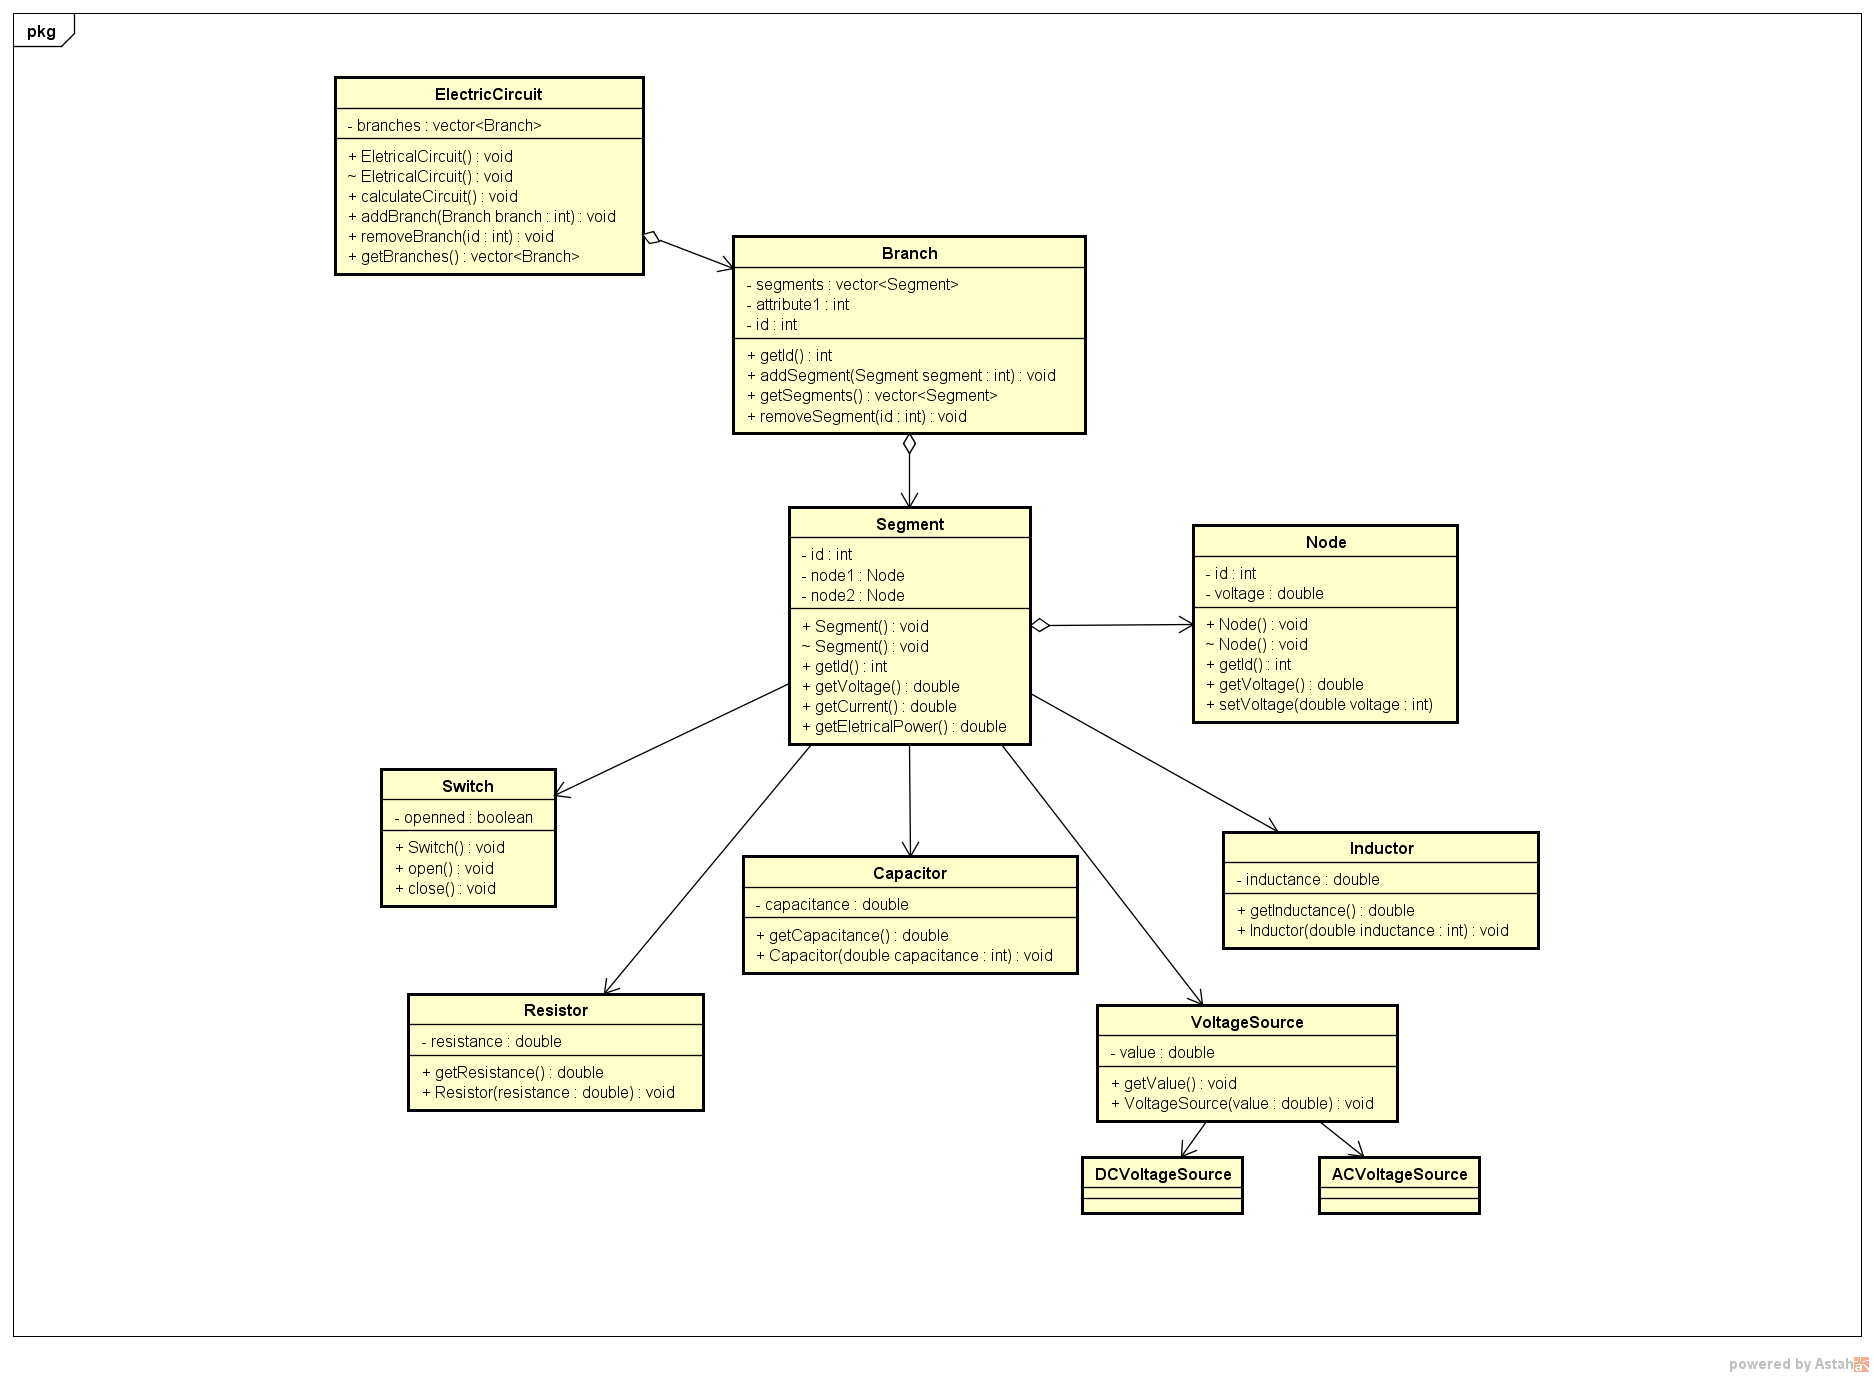 pkg
ElectricCircuit
- branches : vector<Branch>
+ EletricalCircuit() : void
~ EletricalCircuit() : void
+ calculateCircuit() : void
+ addBranch(Branch branch : int) : void
+ removeBranch(id : int) : void
+ getBranches() : vector<Branch>
Branch
- segments : vector<Segment>
- attribute1 : int
- id : int
+ getId() : int
+ addSegment(Segment segment : int) : void
+ getSegments() : vector<Segment>
+ removeSegment(id : int) : void
Segment
- id : int
- node1 : Node
- node2 : Node
+ Segment() : void
~ Segment() : void
+ getId() : int
+ getVoltage() : double
+ getCurrent() : double
+ getEletricalPower() : double
Node
- id : int
- voltage : double
+ Node() : void
~ Node() : void
+ getId() : int
+ getVoltage() : double
+ setVoltage(double voltage : int)
Switch
- openned : boolean
+ Switch() : void
+ open() : void
+ close() : void
Capacitor
- capacitance : double
+ getCapacitance() : double
+ Capacitor(double capacitance : int) : void
Inductor
- inductance : double
+ getInductance() : double
+ Inductor(double inductance : int) : void
Resistor
- resistance : double
+ getResistance() : double
+ Resistor(resistance : double) : void
VoltageSource
- value : double
+ getValue() : void
+ VoltageSource(value : double) : void
DCVoltageSource
ACVoltageSource
powered by Astah